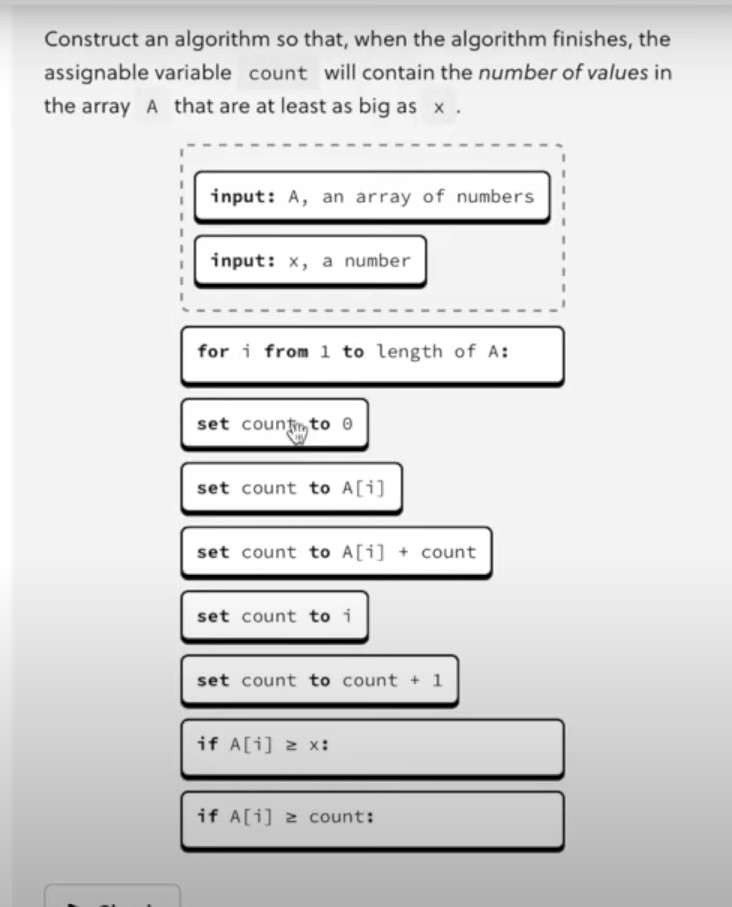 Construct an algorithm so that, when the algorithm finishes, the
assignable variable count will contain the number of values in
the array A that are at least as big as x .
input: A, an array of numbers
input: x, a number
for i from 1 to length of A:
set count to 0
set count to A[i]
set count to A[i] + count
set count to i
set count to count + 1
if A[i] ≥ x:
if A[i] ≥ count: